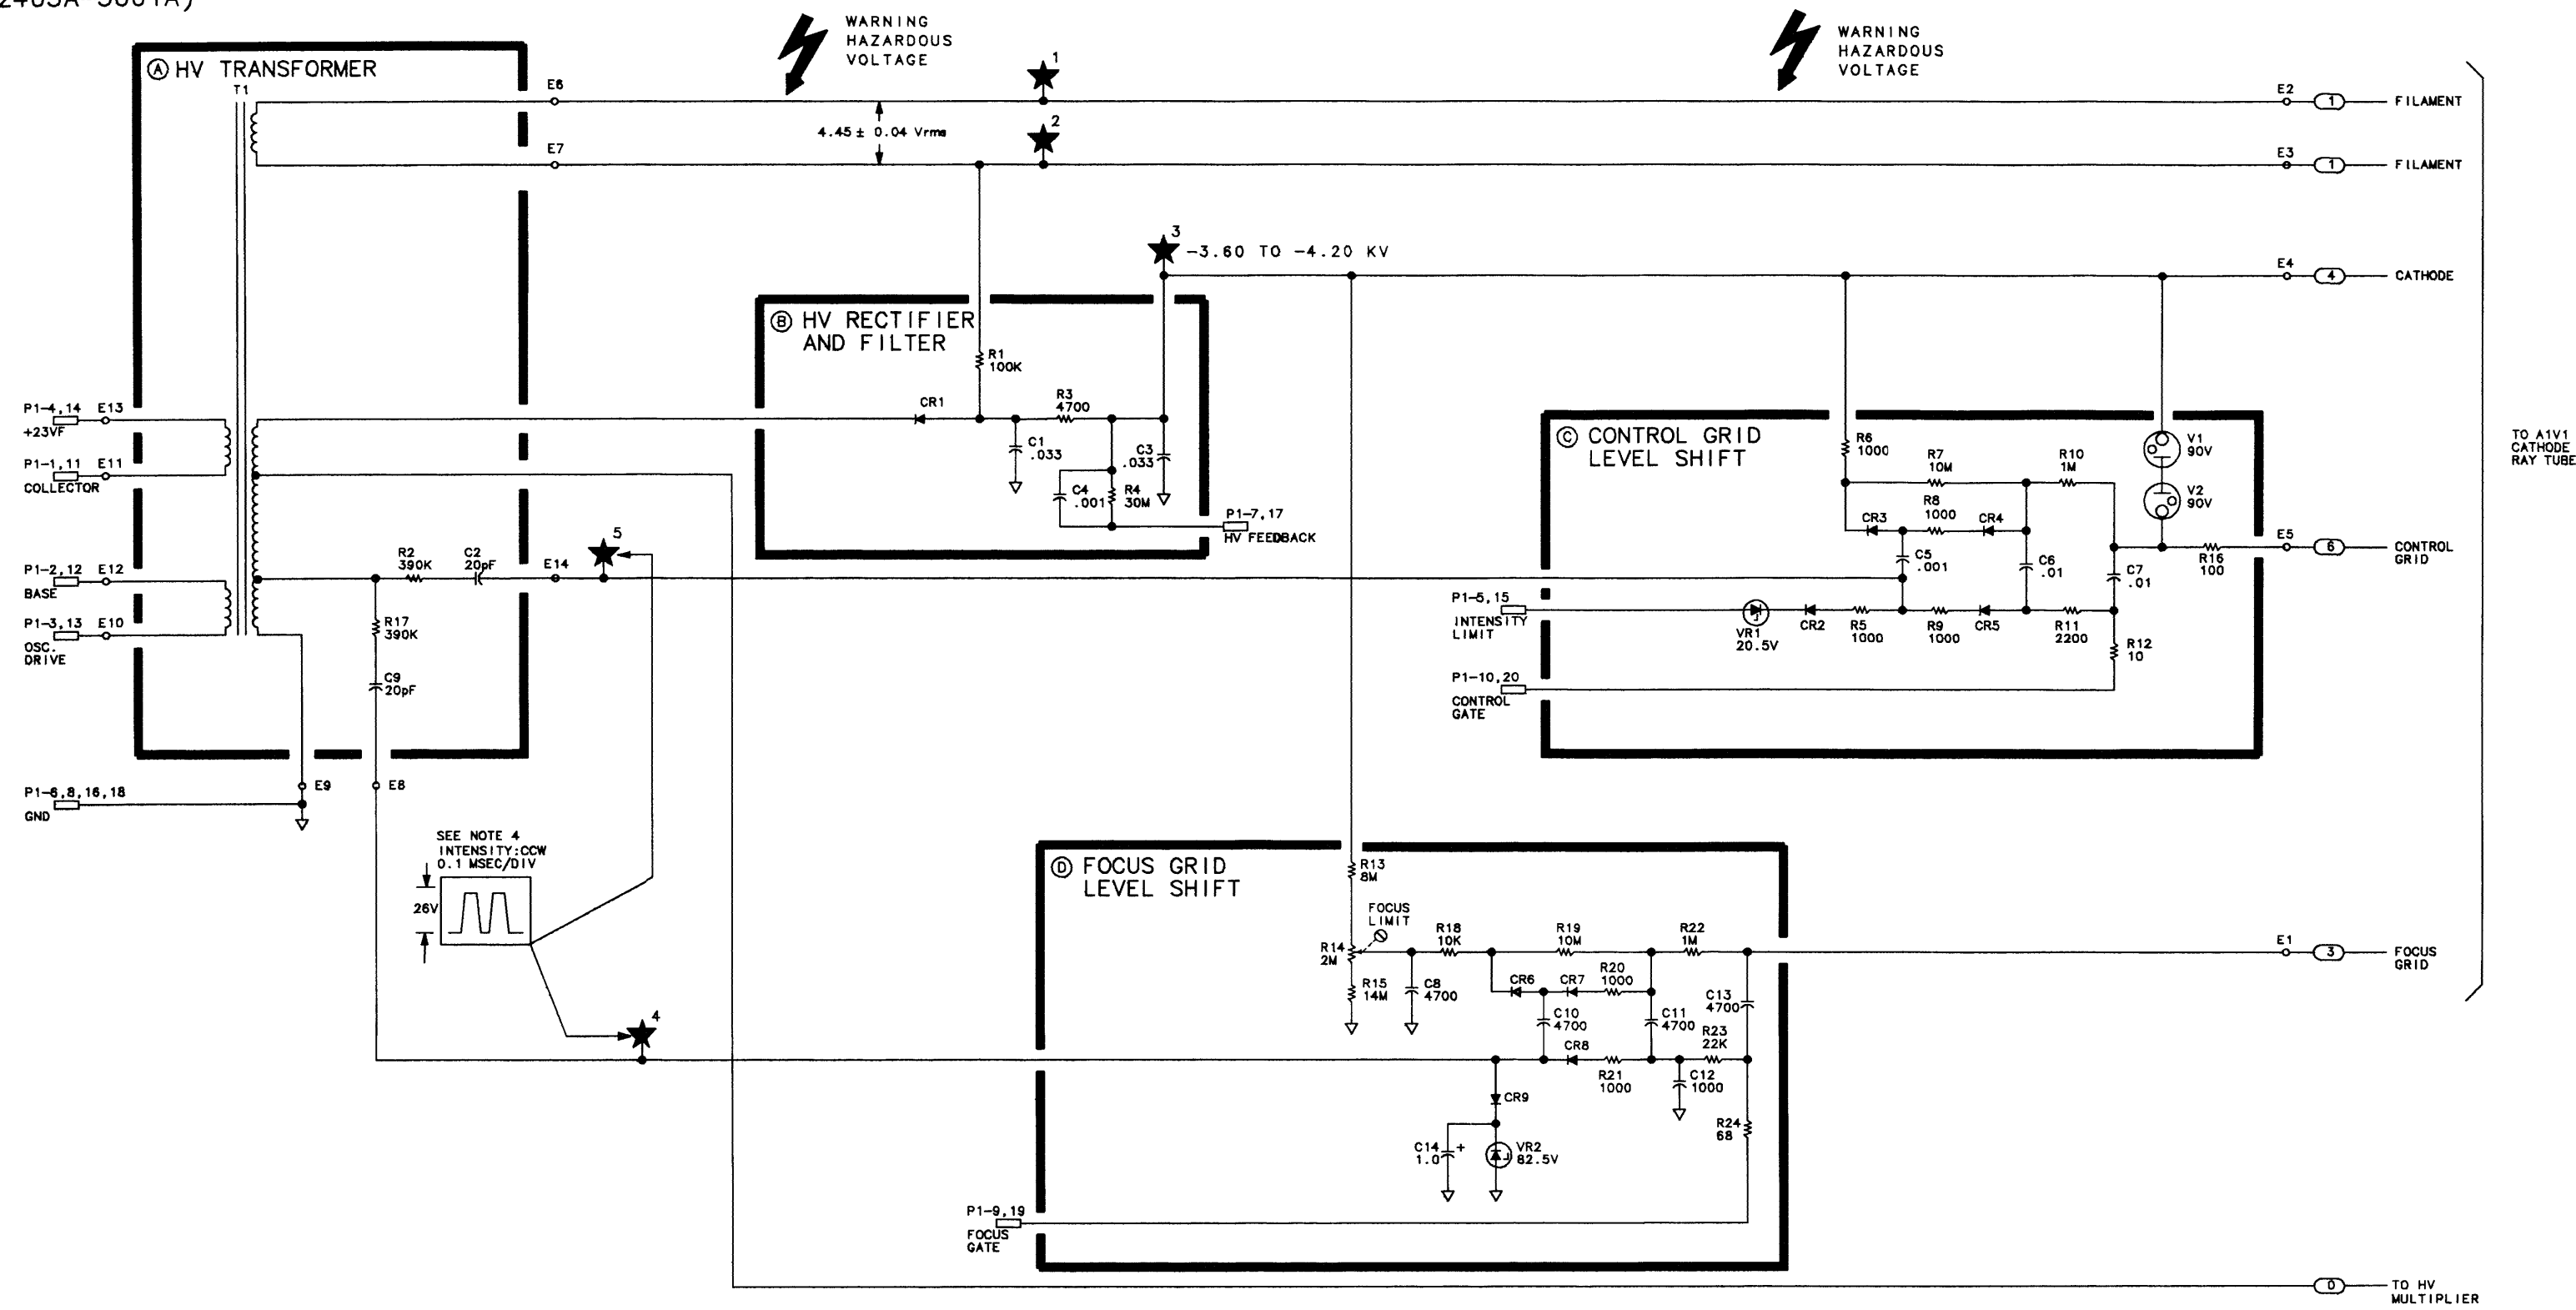 2403A-3001A)
WARNING
HAZARDOUS
VOLTAGE
WARNING
HAZARDOUS
VOLTAGE
Ⓐ HV TRANSFORMER
T1
E6
1
E2
1
FILAMENT
4.45 ± 0.04 Vrms
2
E7
E3
1
FILAMENT
3
-3.60 TO -4.20 KV
E4
4
CATHODE
Ⓑ HV RECTIFIER
AND FILTER
R1
100K
CR1
R3
4700
C1
.033
C3
.033
C4
.001
R4
30M
P1-7,17
HV FEEDBACK
P1-4,14
E13
+23VF
P1-1,11
E11
COLLECTOR
P1-2,12
E12
BASE
P1-3,13
E10
OSC.
DRIVE
R2
390K
C2
20pF
E14
5
R17
390K
C9
20pF
E9
E8
P1-6,8,16,18
GND
Ⓒ CONTROL GRID
LEVEL SHIFT
R6
1000
R7
10M
R10
1M
V1
90V
V2
90V
R8
1000
CR3
CR4
C5
.001
C6
.01
C7
.01
R16
100
E5
6
CONTROL
GRID
TO A1V1
CATHODE
RAY TUBE
P1-5,15
INTENSITY
LIMIT
VR1
20.5V
CR2
R5
1000
R9
1000
CR5
R11
2200
R12
10
P1-10,20
CONTROL
GATE
SEE NOTE 4
INTENSITY:CCW
0.1 MSEC/DIV
26V
4
Ⓓ FOCUS GRID
LEVEL SHIFT
R13
8M
FOCUS
LIMIT
R14
2M
R15
14M
C8
4700
R18
10K
R19
10M
R22
1M
R20
1000
CR6
CR7
C10
4700
C11
4700
C13
4700
R23
22K
CR8
R21
1000
C12
1000
CR9
C14
1.0
+
VR2
82.5V
R24
68
E1
3
FOCUS
GRID
P1-9,19
FOCUS
GATE
0
TO HV
MULTIPLIER